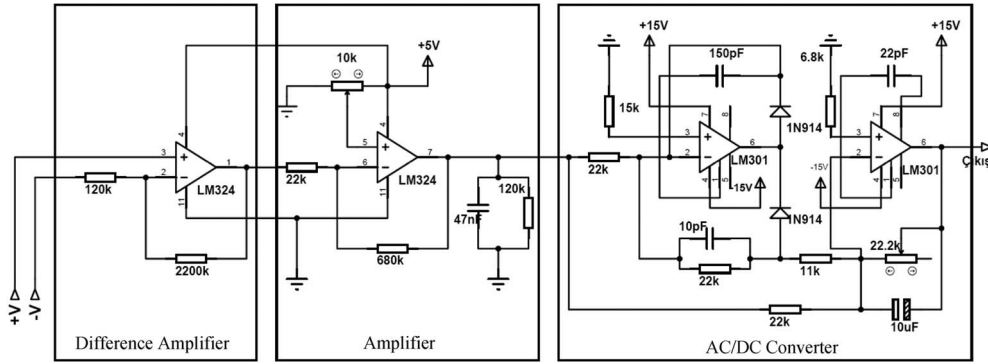 +V
-V
120k
3
2
4
1
11
LM324
2200k
Difference Amplifier
10k
+5V
22k
5
6
4
7
11
LM324
680k
47nF
120k
Amplifier
+15V
150pF
15k
22k
3
2
7
8
6
4
1
5
LM301
-15V
1N914
1N914
10pF
22k
11k
22k
6.8k
22pF
+15V
3
2
7
8
6
4
1
5
LM301
-15V
22.2k
10uF
Çıkış
AC/DC Converter